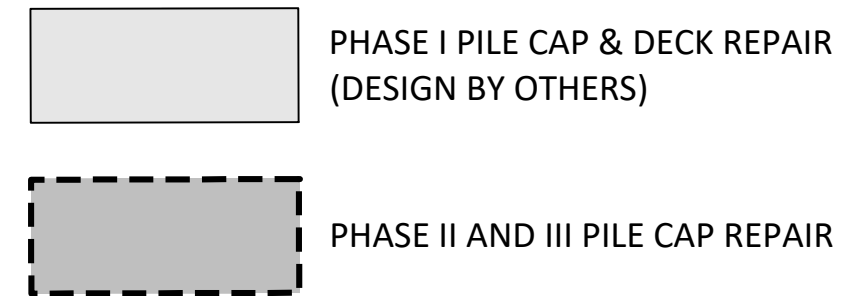 PHASE I PILE CAP & DECK REPAIR
(DESIGN BY OTHERS)
PHASE II AND III PILE CAP REPAIR